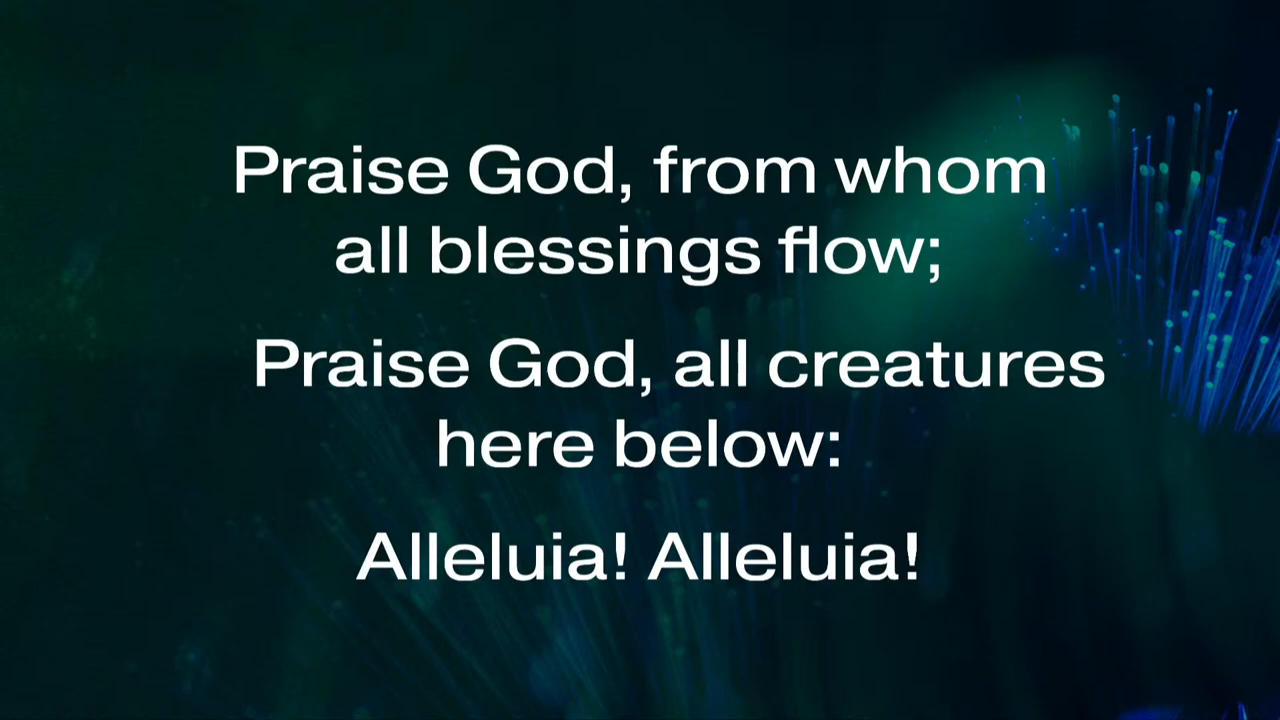 Praise God, from whom
all blessings flow;
Praise God, all creatures
here below:
Alleluia! Alleluia!